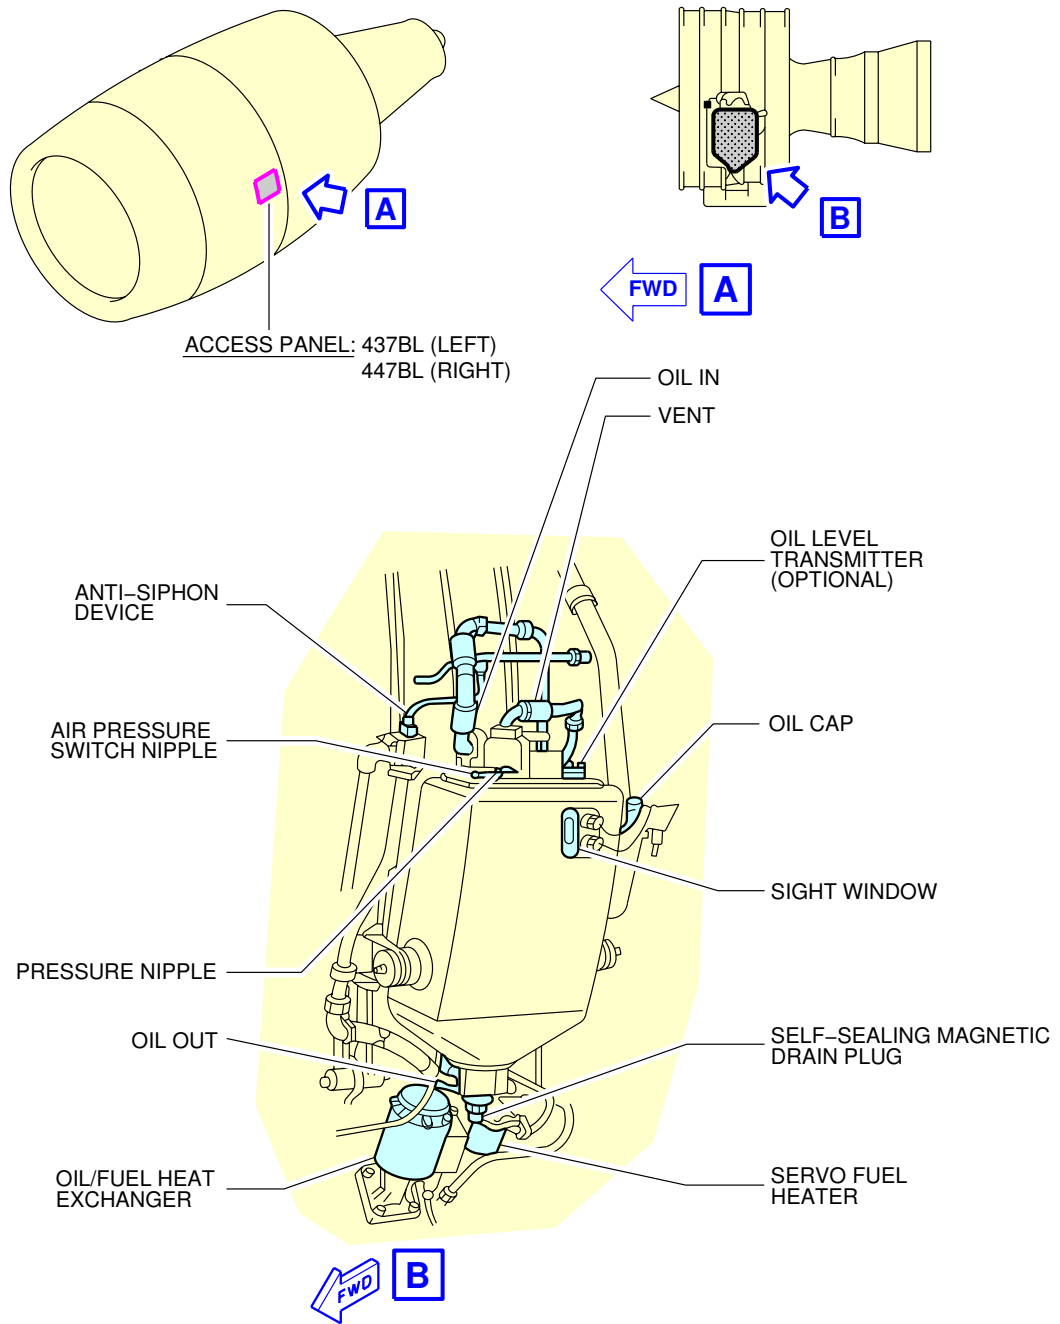 A
B
FWD A
ACCESS PANEL: 437BL (LEFT)
447BL (RIGHT)
OIL IN
VENT
OIL LEVEL
TRANSMITTER
(OPTIONAL)
ANTI–SIPHON
DEVICE
AIR PRESSURE
SWITCH NIPPLE
OIL CAP
SIGHT WINDOW
PRESSURE NIPPLE
OIL OUT
SELF–SEALING MAGNETIC
DRAIN PLUG
OIL/FUEL HEAT
EXCHANGER
SERVO FUEL
HEATER
FWD B